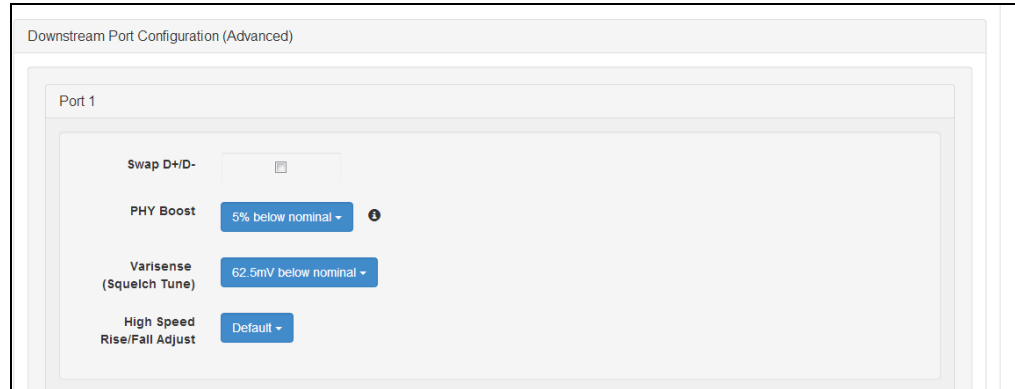 Downstream Port Configuration (Advanced)
Port 1
Swap D+/D-
PHY Boost
5% below nominal
Varisense
(Squelch Tune)
62.5mV below nominal
High Speed
Rise/Fall Adjust
Default